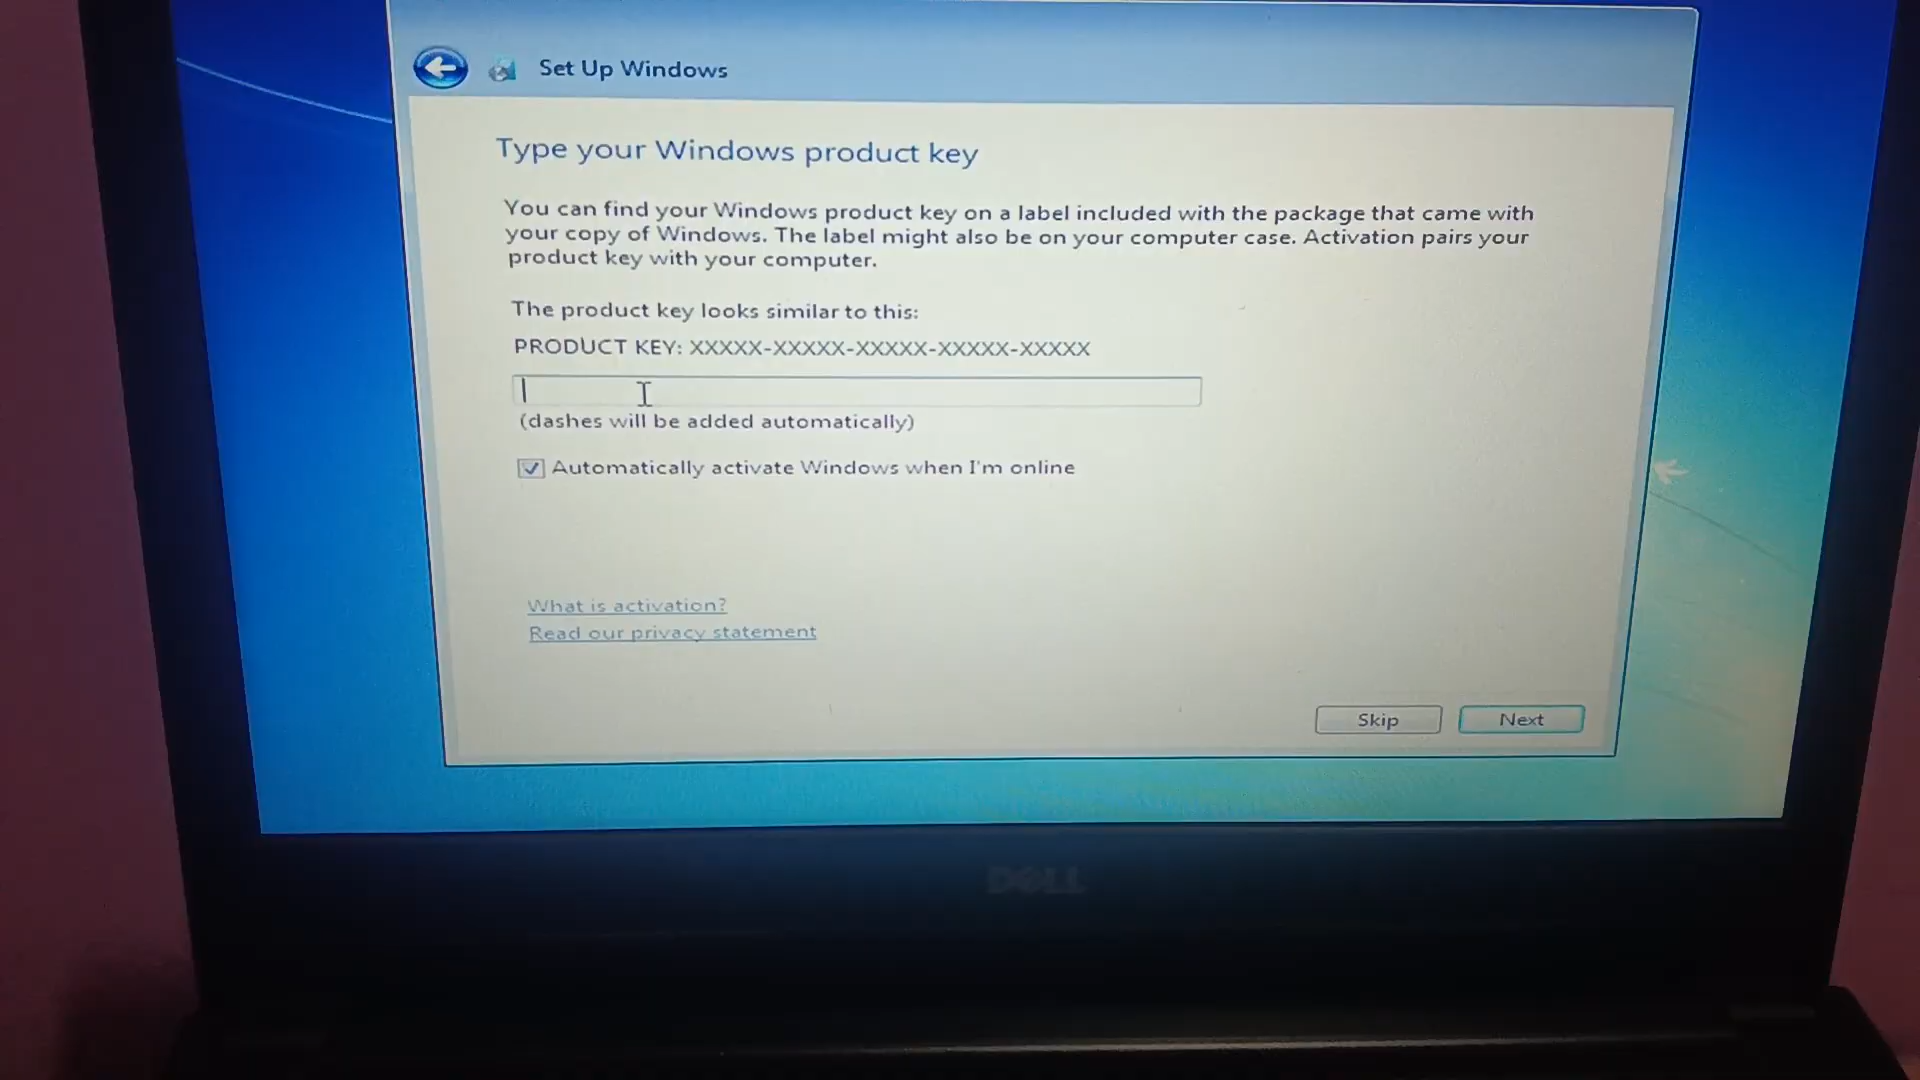 Set Up Windows
Type your Windows product key
You can find your Windows product key on a label included with the package that came with
your copy of Windows. The label might also be on your computer case. Activation pairs your
product key with your computer.
The product key looks similar to this:
PRODUCT KEY: XXXXX-XXXXX-XXXXX-XXXXX-XXXXX
(dashes will be added automatically)
Automatically activate Windows when I'm online
What is activation?
Read our privacy statement
Skip
Next
DELL